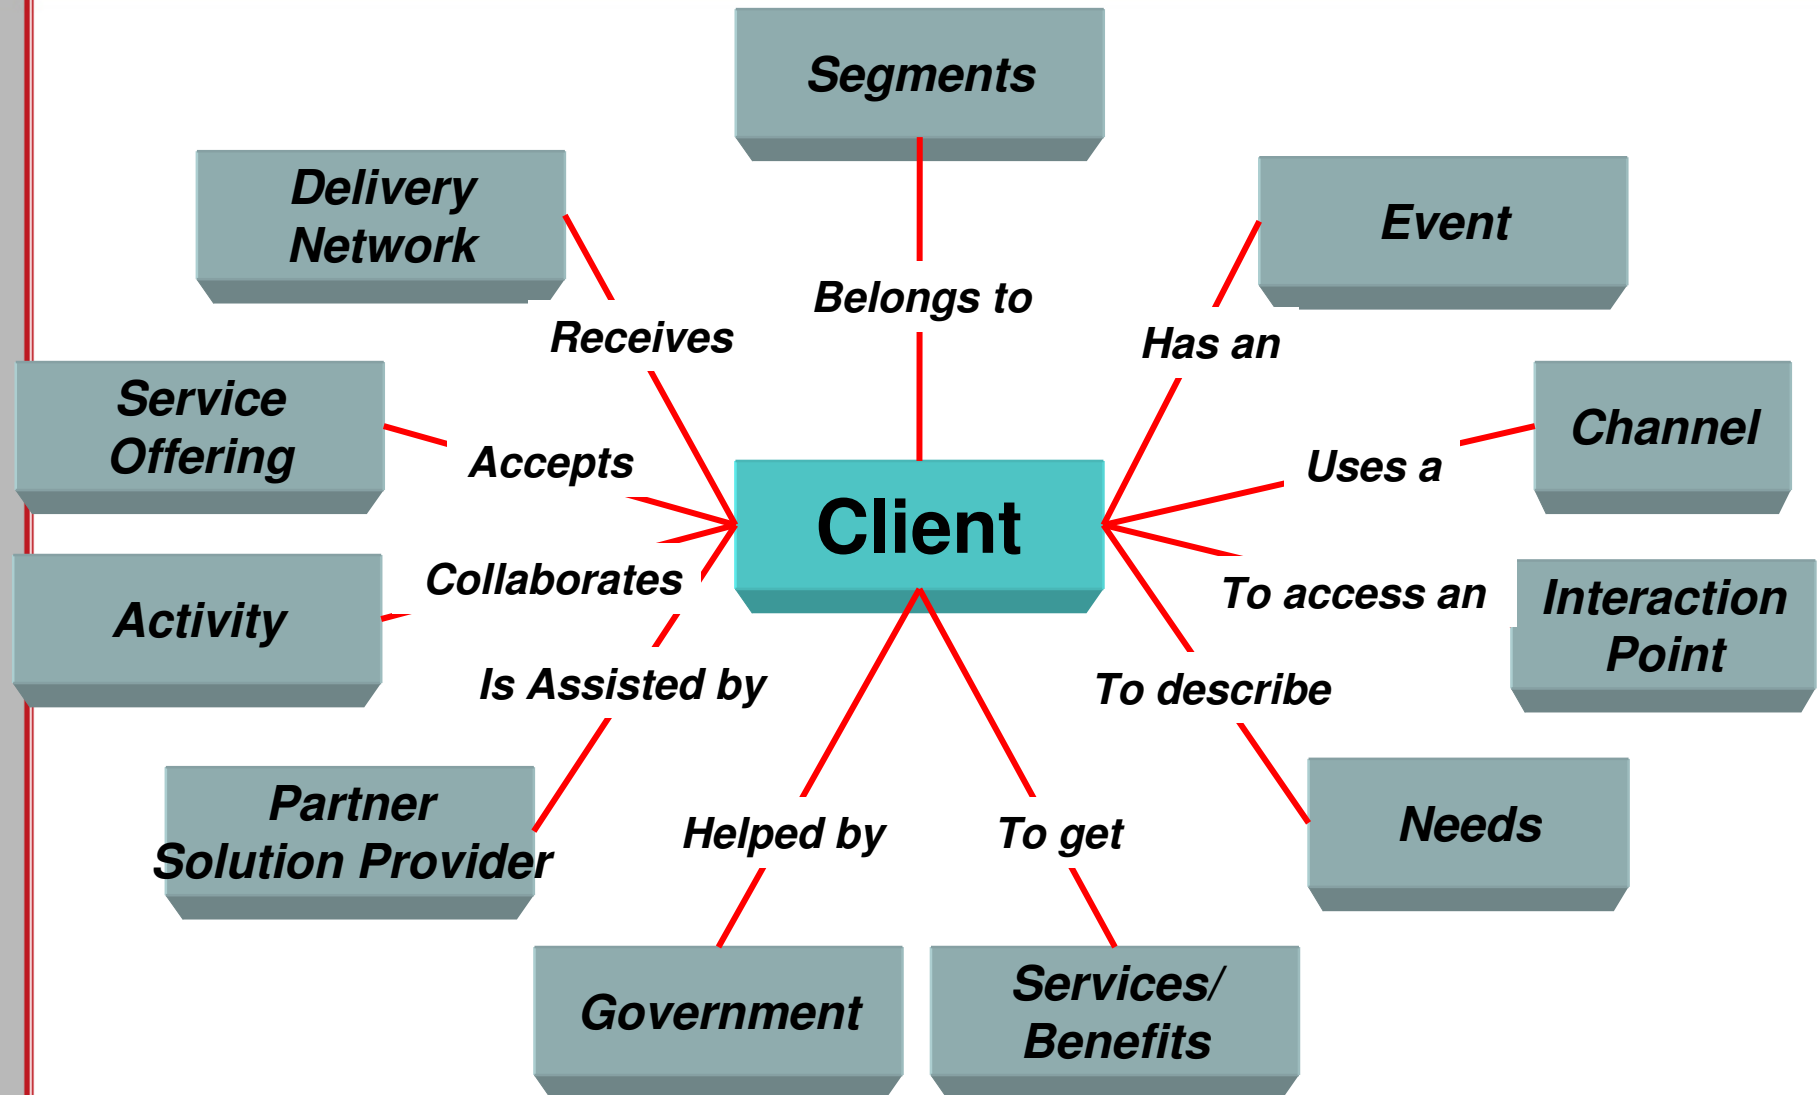 Segments
Delivery
Network
Event
Belongs to
Receives
Has an
Service
Offering
Channel
Accepts
Uses a
Client
Collaborates
To access an
Interaction
Point
Activity
Is Assisted by
To describe
Partner
Solution Provider
Helped by
To get
Needs
Government
Services/
Benefits